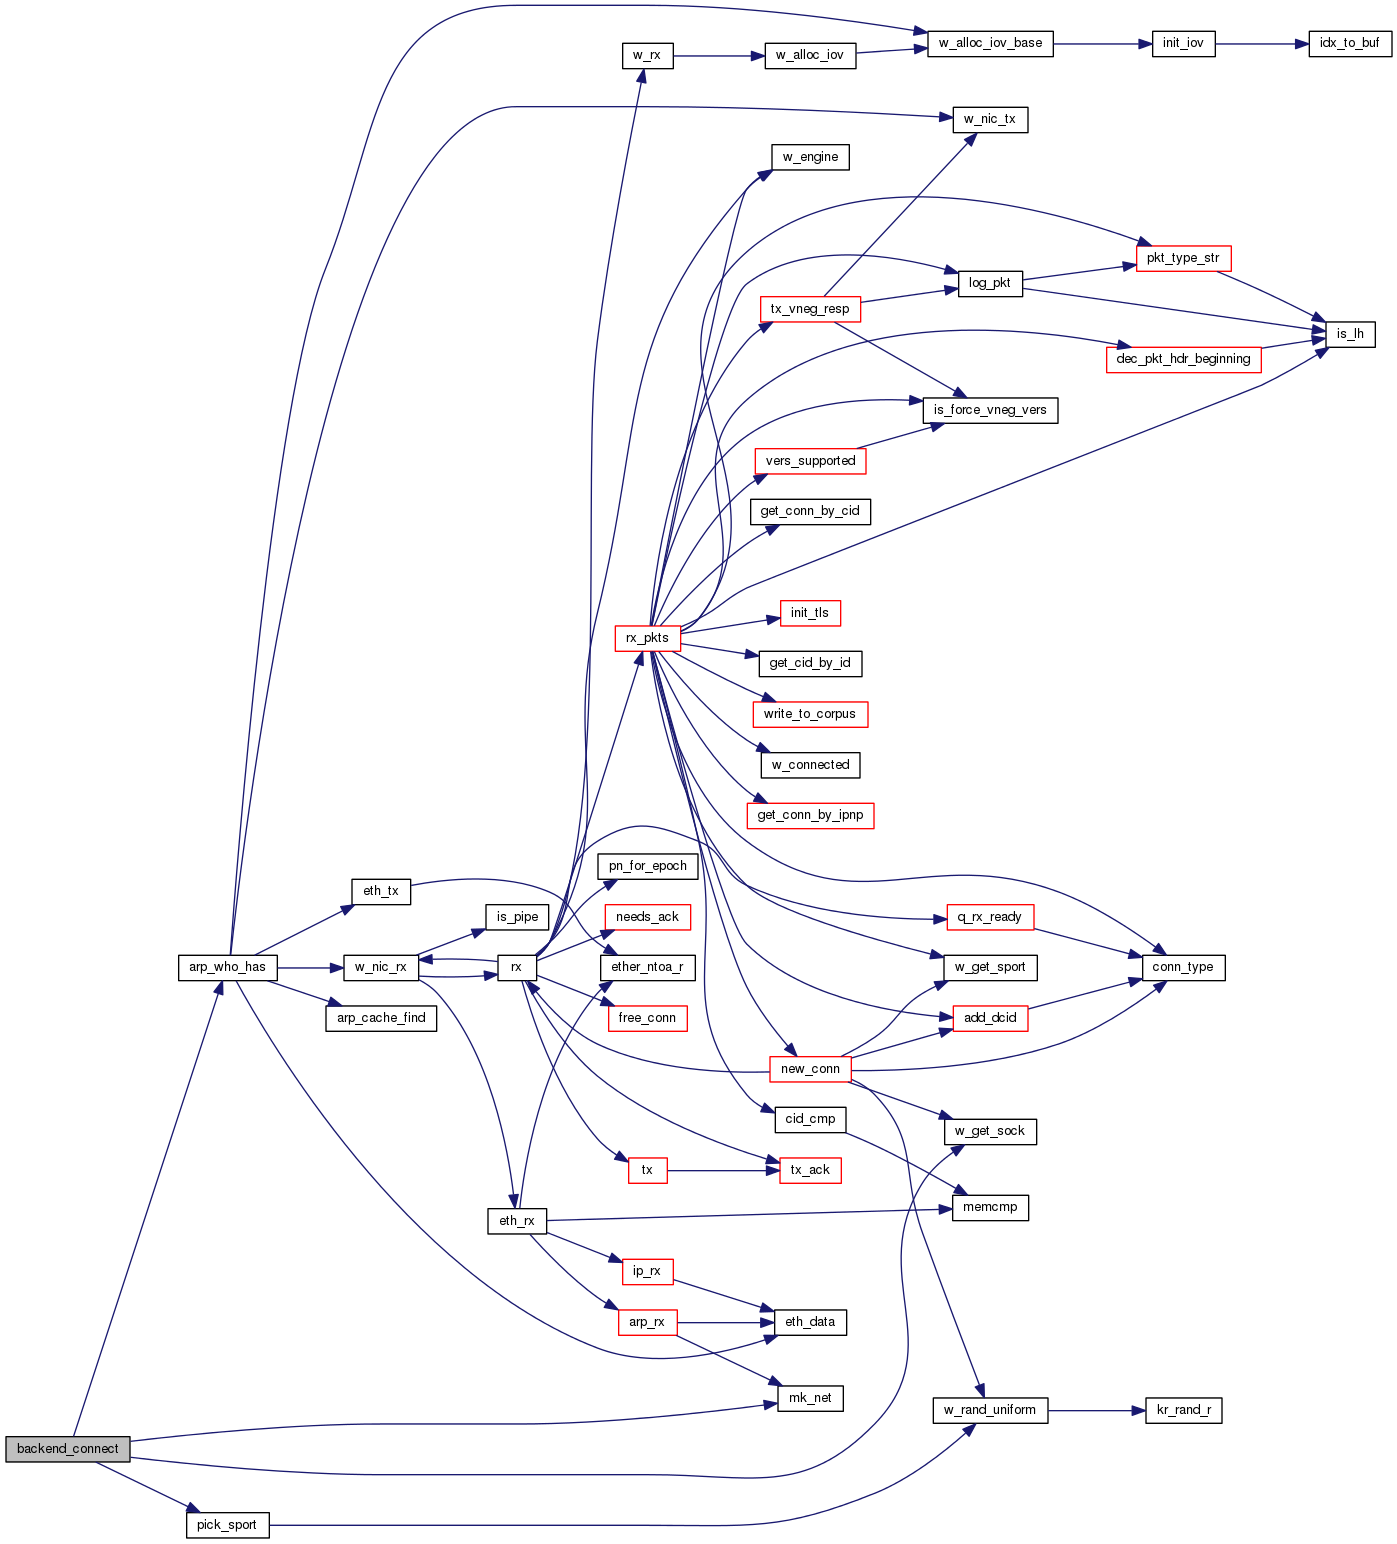 w_rx
w_alloc_iov
w_alloc_iov_base
init_iov
idx_to_buf
w_nic_tx
w_engine
pkt_type_str
log_pkt
tx_vneg_resp
is_lh
dec_pkt_hdr_beginning
is_force_vneg_vers
vers_supported
get_conn_by_cid
init_tls
rx_pkts
get_cid_by_id
write_to_corpus
w_connected
get_conn_by_ipnp
pn_for_epoch
eth_tx
is_pipe
needs_ack
q_rx_ready
arp_who_has
w_nic_rx
rx
ether_ntoa_r
w_get_sport
conn_type
arp_cache_find
free_conn
add_dcid
new_conn
cid_cmp
w_get_sock
tx
tx_ack
memcmp
eth_rx
ip_rx
arp_rx
eth_data
mk_net
w_rand_uniform
kr_rand_r
backend_connect
pick_sport